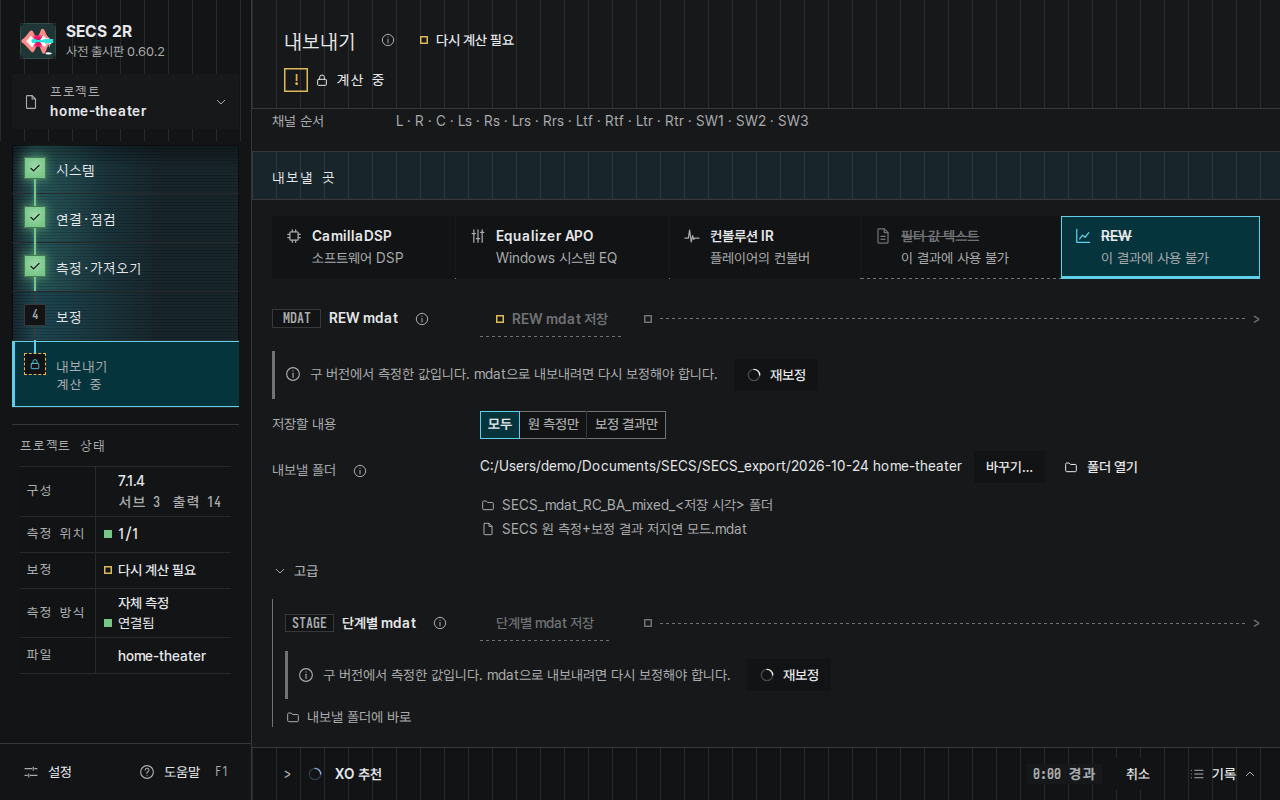 SECS 2R
사전 출시판 0.60.2
프로젝트
home-theater
시스템
연결·점검
측정·가져오기
4 보정
내보내기
계산 중
프로젝트 상태
구성 7.1.4
서브 3 출력 14
측정 위치 1/1
보정 다시 계산 필요
측정 방식 자체 측정
연결됨
파일 home-theater
설정 도움말 F1
내보내기 다시 계산 필요
! 계산 중
채널 순서 L · R · C · Ls · Rs · Lrs · Rrs · Ltf · Rtf · Ltr · Rtr · SW1 · SW2 · SW3
내보낼 곳
CamillaDSP
소프트웨어 DSP
Equalizer APO
Windows 시스템 EQ
컨볼루션 IR
플레이어의 컨볼버
필터 값 텍스트
이 결과에 사용 불가
REW
이 결과에 사용 불가
MDAT REW mdat REW mdat 저장
구 버전에서 측정한 값입니다. mdat으로 내보내려면 다시 보정해야 합니다. 재보정
저장할 내용 모두 원 측정만 보정 결과만
내보낼 폴더 C:/Users/demo/Documents/SECS/SECS_export/2026-10-24 home-theater 바꾸기... 폴더 열기
SECS_mdat_RC_BA_mixed_<저장 시각> 폴더
SECS 원 측정+보정 결과 저지연 모드.mdat
고급
STAGE 단계별 mdat 단계별 mdat 저장
구 버전에서 측정한 값입니다. mdat으로 내보내려면 다시 보정해야 합니다. 재보정
내보낼 폴더에 바로
> XO 추천 0:00 경과 취소 기록